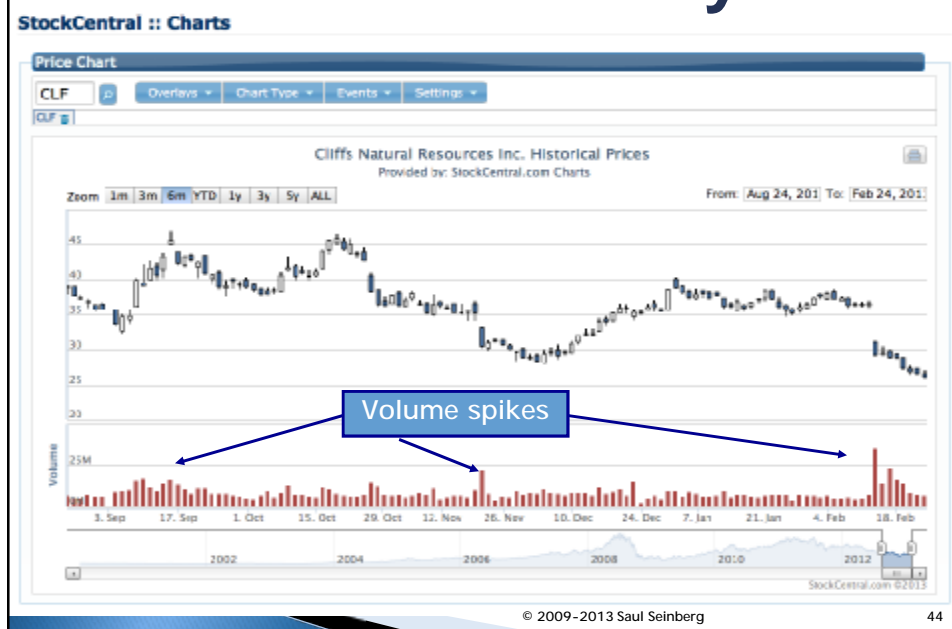 y
StockCentral :: Charts
Price Chart
CLF
Overlays Chart Type Events Settings
CLF
Cliffs Natural Resources Inc. Historical Prices
Provided by: StockCentral.com Charts
Zoom 1m 3m 6m YTD 1y 3y 5y ALL From: Aug 24, 201 To: Feb 24, 201
45
40
35
30
25
Volume spikes
Volume
25M
3. Sep 17. Sep 1. Oct 15. Oct 29. Oct 12. Nov 26. Nov 10. Dec 24. Dec 7. Jan 21. Jan 4. Feb 18. Feb
2002 2004 2006 2008 2010 2012
StockCentral.com ©2013
© 2009-2013 Saul Seinberg 44